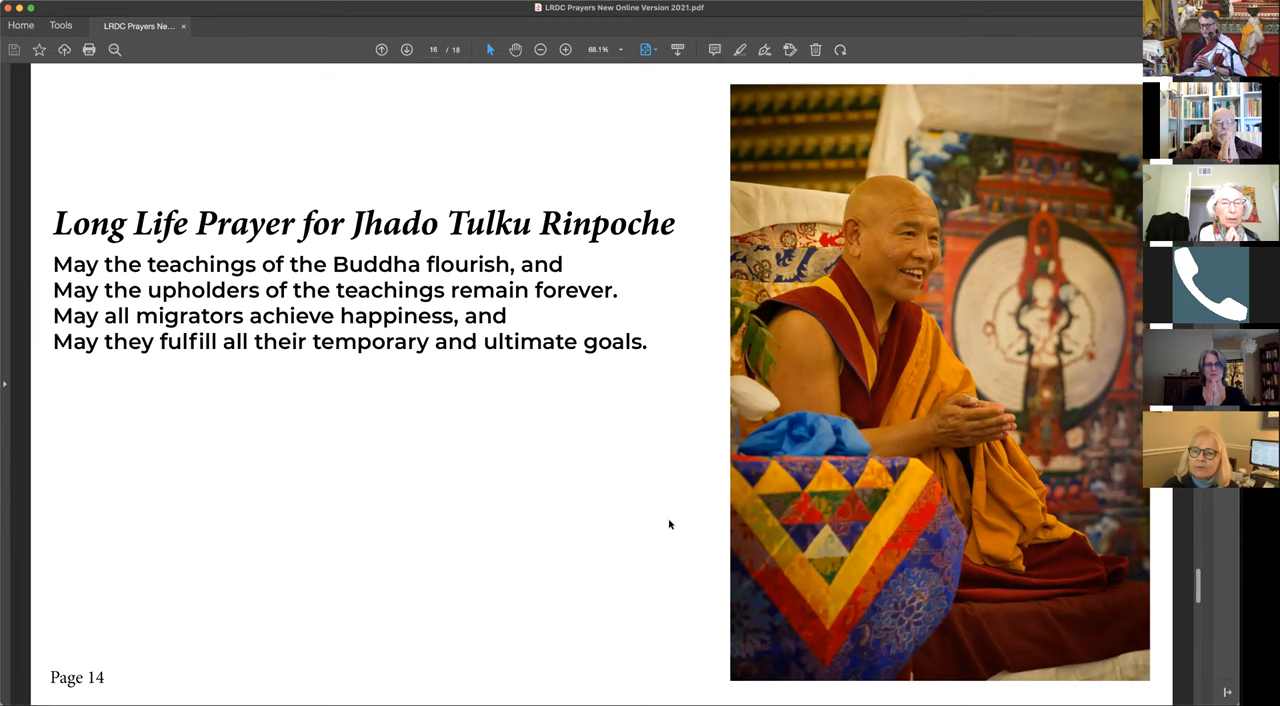 LRDC Prayers New Online Version 2021.pdf
Home Tools LRDC Prayers Ne... ×
16 / 18 68.1%
Long Life Prayer for Jhado Tulku Rinpoche
May the teachings of the Buddha flourish, and
May the upholders of the teachings remain forever.
May all migrators achieve happiness, and
May they fulfill all their temporary and ultimate goals.
Page 14